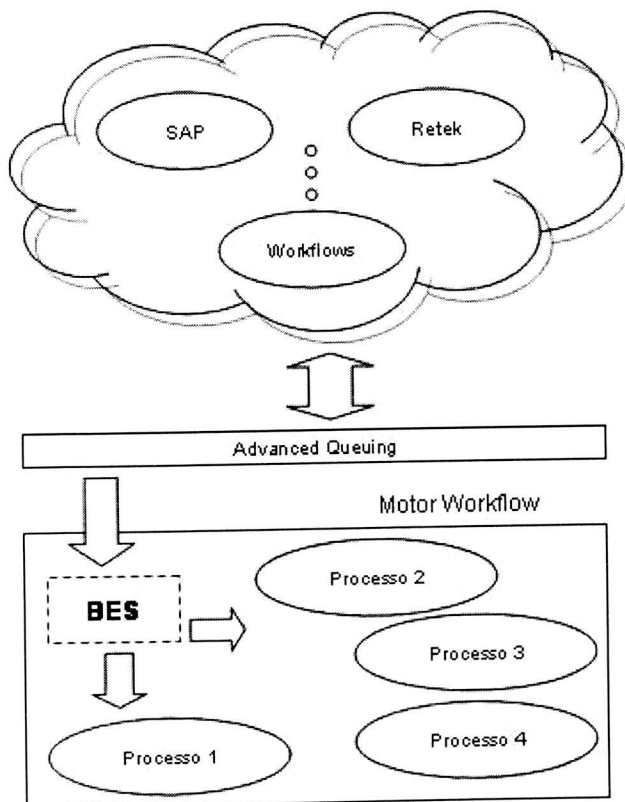 SAP
Retek
Workflows
Advanced Queuing
Motor Workflow
BES
Processo 2
Processo 3
Processo 4
Processo 1